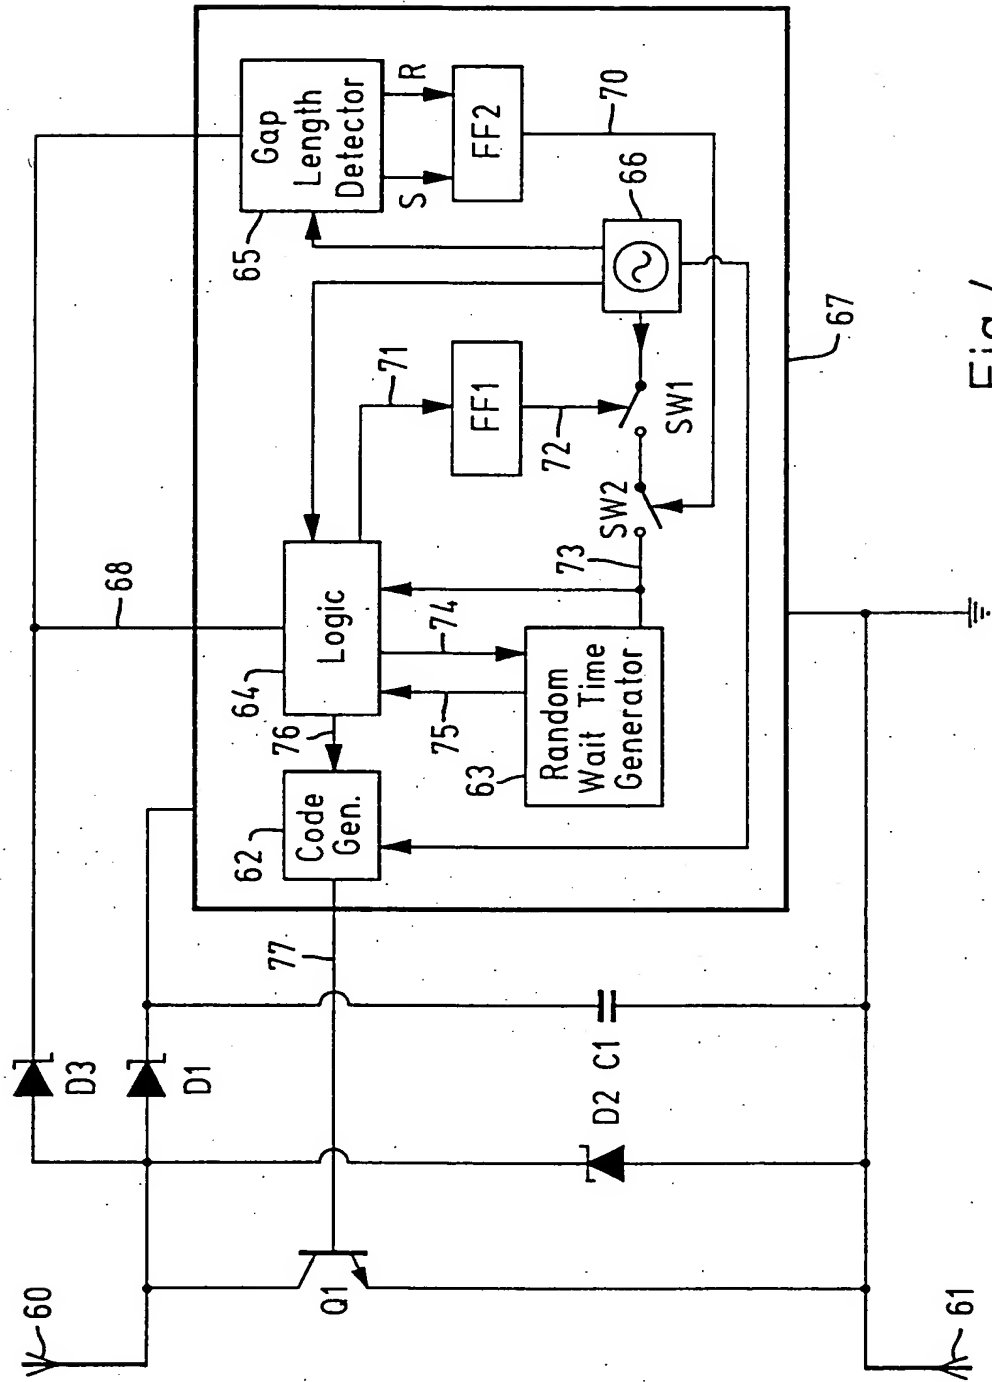 60
D3
68
D1
62
64
65
77
76
Code
Gen.
Logic
Gap
Length
Detector
Q1
71
S
R
75
74
63
FF1
FF2
Random
Wait Time
Generator
72
73
SW2
70
D2
C1
66
SW1
67
61
Fig.